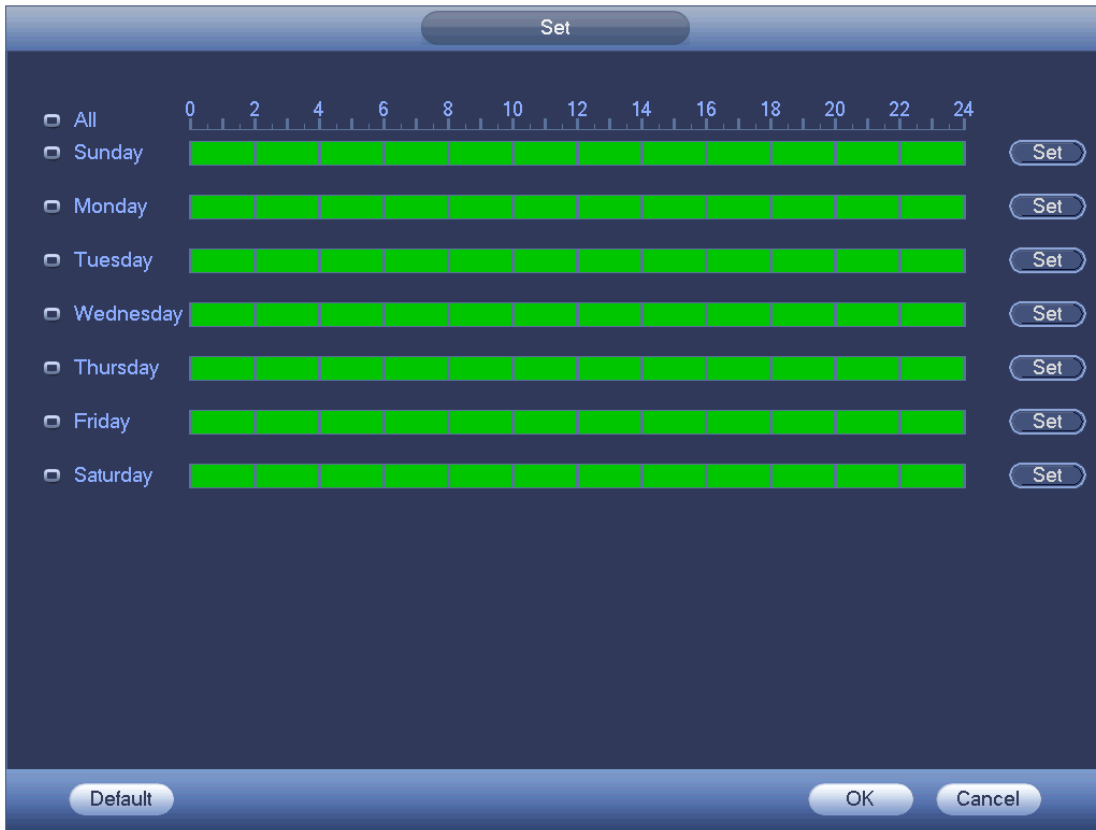 Set
0 2 4 6 8 10 12 14 16 18 20 22 24
All
Sunday Set
Monday Set
Tuesday Set
Wednesday Set
Thursday Set
Friday Set
Saturday Set
Default OK Cancel